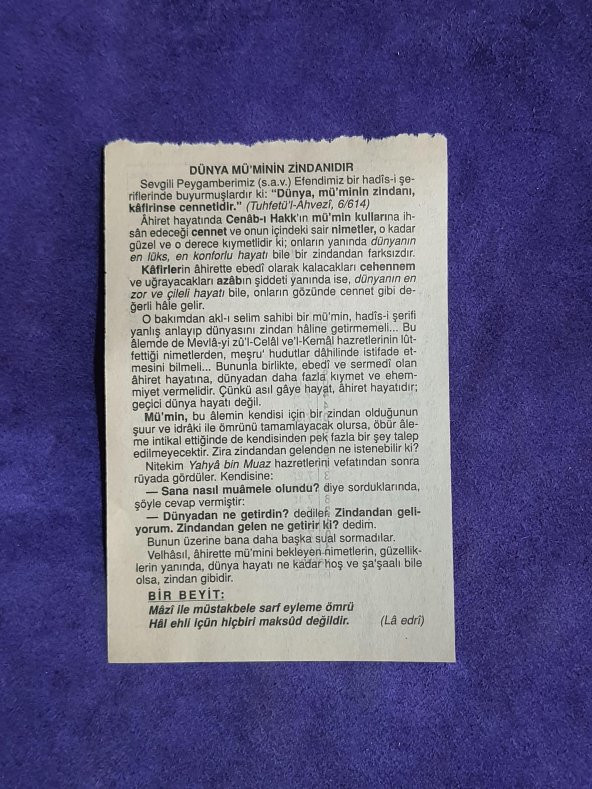 DÜNYA MÜ'MİNİN ZİNDANIDIR
Sevgili Peygamberimiz (s.a.v.) Efendimiz bir hadîs-i şe-
riflerinde buyurmuşlardır ki: “Dünya, mü'minin zindanı,
kâfirinse cennetidir.” (Tuhfetü'l-Ahvezî, 6/614)
Âhiret hayatında Cenâb-ı Hakk'ın mü'min kullarına ih-
sân edeceği cennet ve onun içindeki sair nimetler, o kadar
güzel ve o derece kıymetlidir ki; onların yanında dünyanın
en lüks, en konforlu hayatı bile bir zindandan farksızdır.
Kâfirlerin âhirette ebedî olarak kalacakları cehennem
ve uğrayacakları azâbın şiddeti yanında ise, dünyanın en
zor ve çileli hayatı bile, onların gözünde cennet gibi de-
ğerli hâle gelir.
O bakımdan akl-ı selim sahibi bir mü'min, hadîs-i şerifi
yanlış anlayıp dünyasını zindan hâline getirmemeli... Bu
âlemde de Mevlâ-yi zû'l-Celâl ve'l-Kemâl hazretlerinin lût-
fettiği nimetlerden, meşru' hudutlar dâhilinde istifade et-
mesini bilmeli... Bununla birlikte, ebedî ve sermedî olan
âhiret hayatına, dünyadan daha fazla kıymet ve ehem-
miyet vermelidir. Çünkü asıl gâye hayat, âhiret hayatıdır;
geçici dünya hayatı değil.
Mü'min, bu âlemin kendisi için bir zindan olduğunun
şuur ve idrâki ile ömrünü tamamlayacak olursa, öbür âle-
me intikal ettiğinde de kendisinden pek fazla bir şey talep
edilmeyecektir. Zira zindandan gelenden ne istenebilir ki?
Nitekim Yahyâ bin Muaz hazretlerini vefatından sonra
rüyada gördüler. Kendisine:
— Sana nasıl muâmele olundu? diye sorduklarında,
şöyle cevap vermiştir:
— Dünyadan ne getirdin? dediler. Zindandan geli-
yorum. Zindandan gelen ne getirir ki? dedim.
Bunun üzerine bana daha başka sual sormadılar.
Velhâsıl, âhirette mü'mini bekleyen nimetlerin, güzellik-
lerin yanında, dünya hayatı ne kadar hoş ve şa'şaalı bile
olsa, zindan gibidir.
BİR BEYİT:
Mâzî ile müstakbele sarf eyleme ömrü
Hâl ehli içün hiçbiri maksûd değildir. (Lâ edrî)